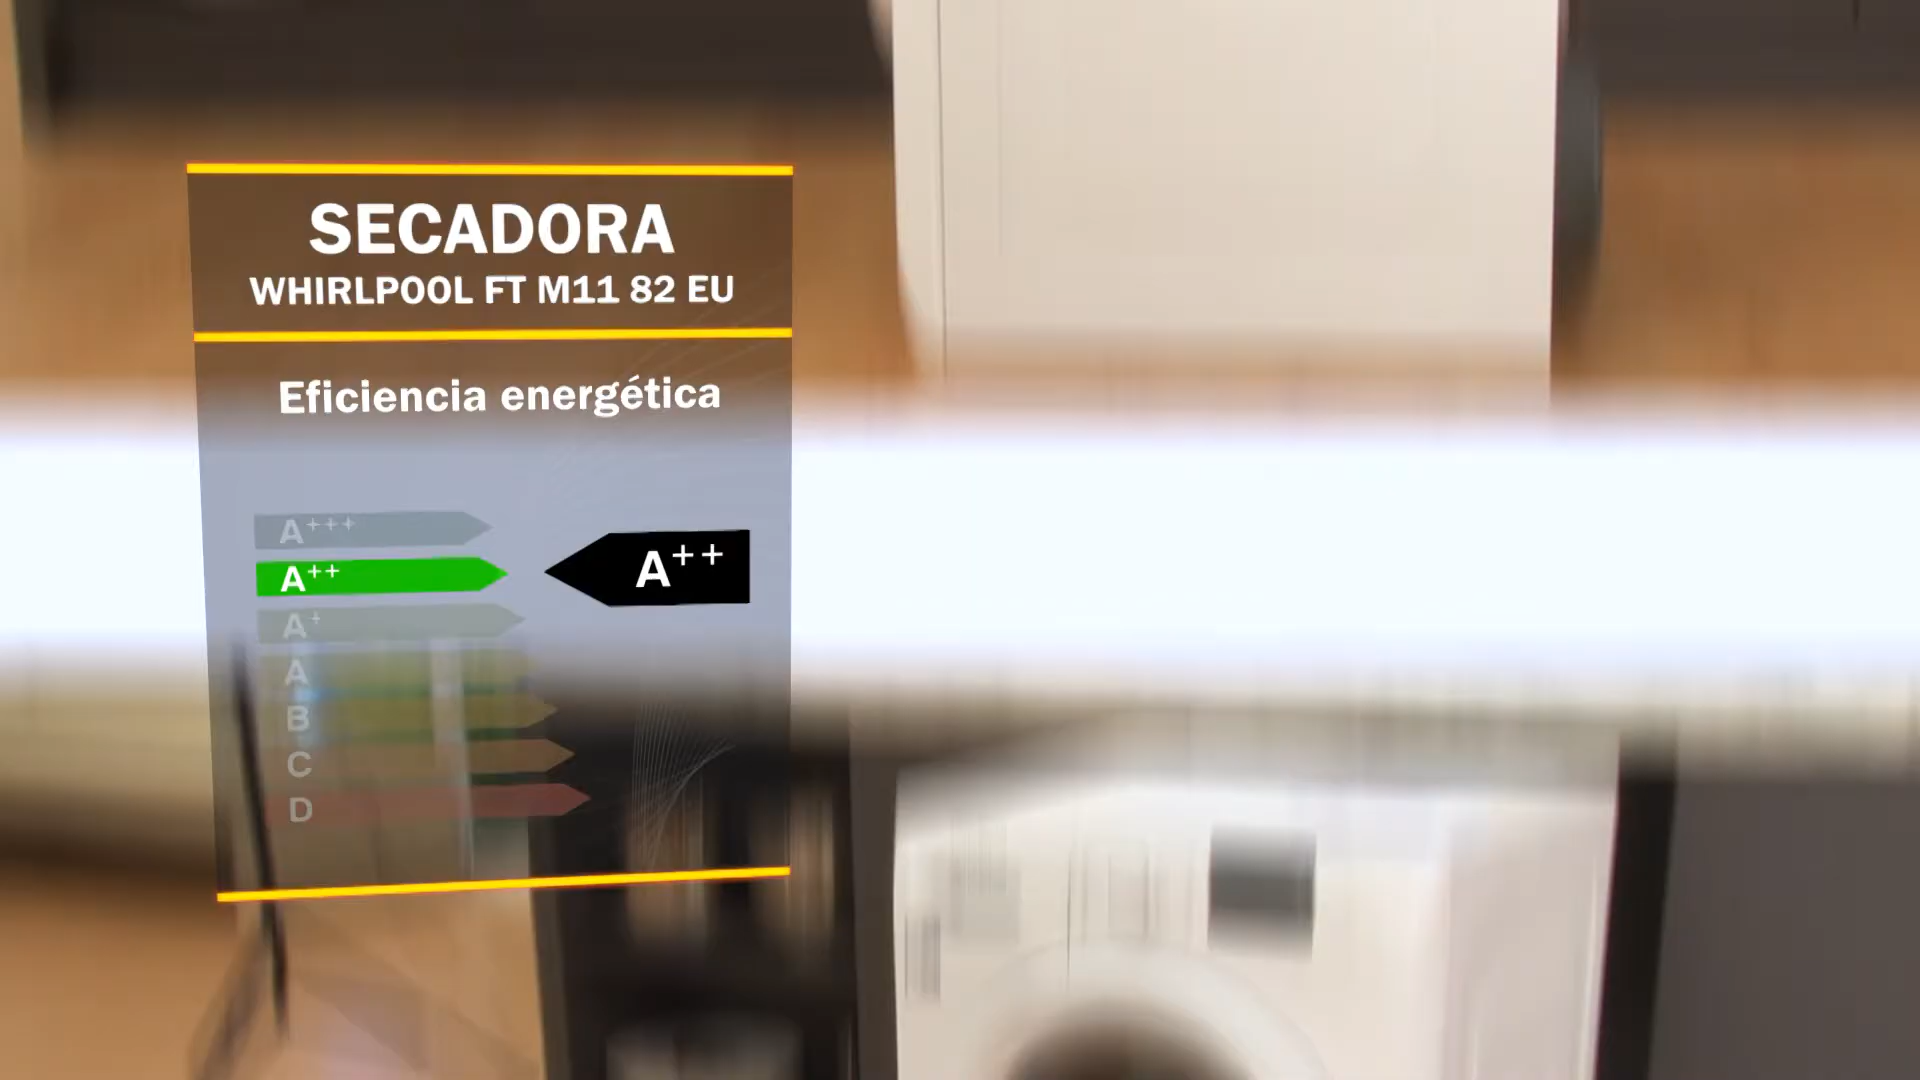 SECADORA
WHIRLPOOL FT M11 82 EU
Eficiencia energética
A+++
A++
A++
A+
A
B
C
D